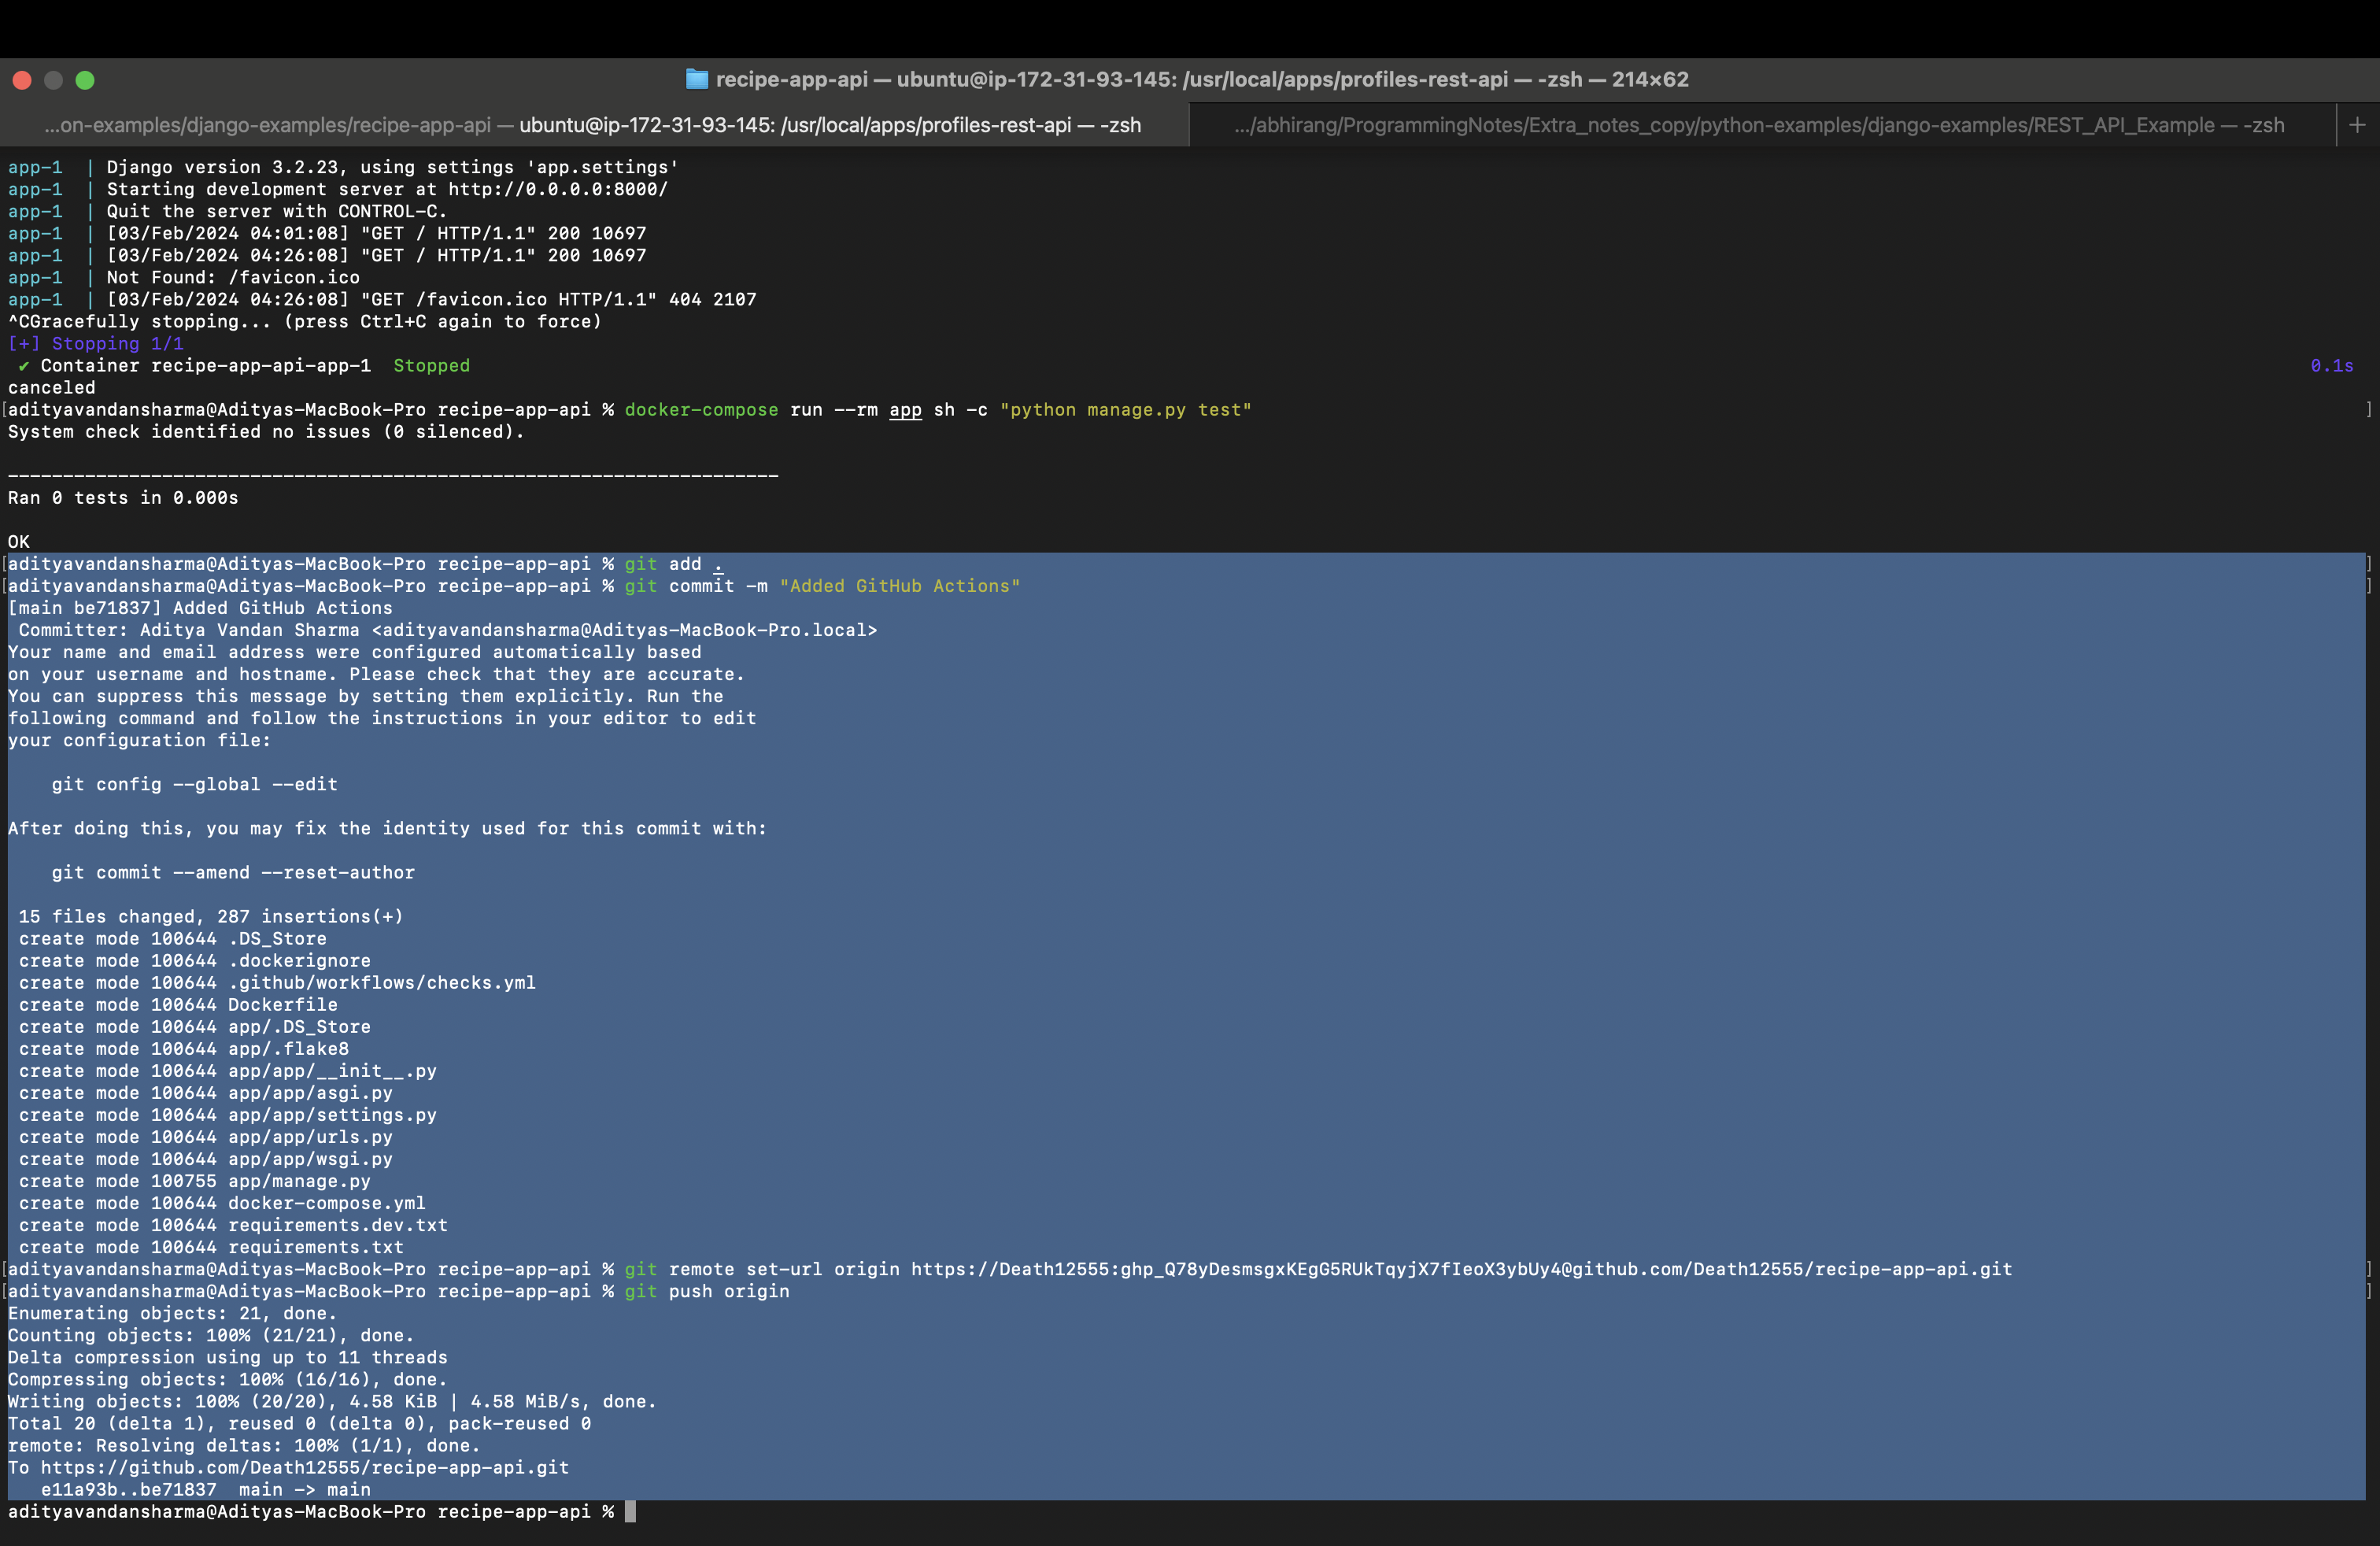 recipe-app-api — ubuntu@ip-172-31-93-145: /usr/local/apps/profiles-rest-api — -zsh — 214×62
...on-examples/django-examples/recipe-app-api — ubuntu@ip-172-31-93-145: /usr/local/apps/profiles-rest-api — -zsh
.../abhirang/ProgrammingNotes/Extra_notes_copy/python-examples/django-examples/REST_API_Example — -zsh
+
app-1  | Django version 3.2.23, using settings 'app.settings'
app-1  | Starting development server at http://0.0.0.0:8000/
app-1  | Quit the server with CONTROL-C.
app-1  | [03/Feb/2024 04:01:08] "GET / HTTP/1.1" 200 10697
app-1  | [03/Feb/2024 04:26:08] "GET / HTTP/1.1" 200 10697
app-1  | Not Found: /favicon.ico
app-1  | [03/Feb/2024 04:26:08] "GET /favicon.ico HTTP/1.1" 404 2107
^CGracefully stopping... (press Ctrl+C again to force)
[+] Stopping 1/1
 ✔ Container recipe-app-api-app-1  Stopped 0.1s
canceled
[adityavandansharma@Adityas-MacBook-Pro recipe-app-api % docker-compose run --rm app sh -c "python manage.py test" ]
System check identified no issues (0 silenced).
----------------------------------------------------------------------
Ran 0 tests in 0.000s
OK
[adityavandansharma@Adityas-MacBook-Pro recipe-app-api % git add . ]
[adityavandansharma@Adityas-MacBook-Pro recipe-app-api % git commit -m "Added GitHub Actions" ]
[main be71837] Added GitHub Actions
 Committer: Aditya Vandan Sharma <adityavandansharma@Adityas-MacBook-Pro.local>
Your name and email address were configured automatically based
on your username and hostname. Please check that they are accurate.
You can suppress this message by setting them explicitly. Run the
following command and follow the instructions in your editor to edit
your configuration file:
    git config --global --edit
After doing this, you may fix the identity used for this commit with:
    git commit --amend --reset-author
 15 files changed, 287 insertions(+)
 create mode 100644 .DS_Store
 create mode 100644 .dockerignore
 create mode 100644 .github/workflows/checks.yml
 create mode 100644 Dockerfile
 create mode 100644 app/.DS_Store
 create mode 100644 app/.flake8
 create mode 100644 app/app/__init__.py
 create mode 100644 app/app/asgi.py
 create mode 100644 app/app/settings.py
 create mode 100644 app/app/urls.py
 create mode 100644 app/app/wsgi.py
 create mode 100755 app/manage.py
 create mode 100644 docker-compose.yml
 create mode 100644 requirements.dev.txt
 create mode 100644 requirements.txt
[adityavandansharma@Adityas-MacBook-Pro recipe-app-api % git remote set-url origin https://Death12555: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@github.com/Death12555/recipe-app-api.git ]
[adityavandansharma@Adityas-MacBook-Pro recipe-app-api % git push origin ]
Enumerating objects: 21, done.
Counting objects: 100% (21/21), done.
Delta compression using up to 11 threads
Compressing objects: 100% (16/16), done.
Writing objects: 100% (20/20), 4.58 KiB | 4.58 MiB/s, done.
Total 20 (delta 1), reused 0 (delta 0), pack-reused 0
remote: Resolving deltas: 100% (1/1), done.
To https://github.com/Death12555/recipe-app-api.git
   e11a93b..be71837  main -> main
adityavandansharma@Adityas-MacBook-Pro recipe-app-api %